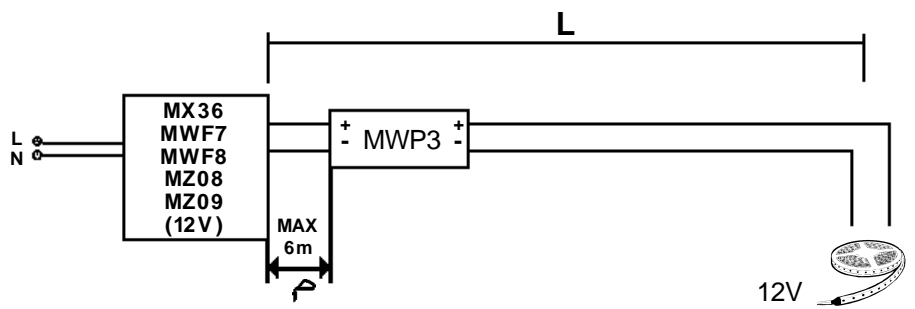 L
L
N
MX36
MWF7
MWF8
MZ08
MZ09
(12V)
+ +
- MWP3 -
MAX
6m
12V